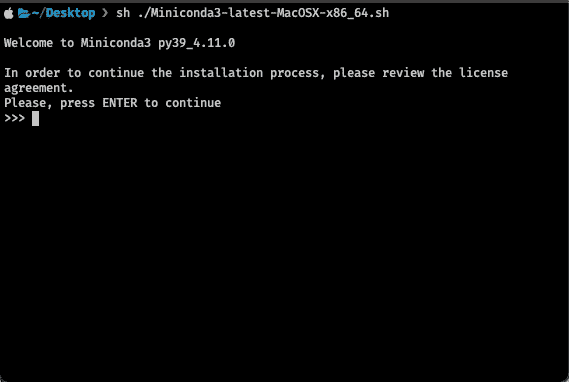 ~/Desktop ❯ sh ./Miniconda3-latest-MacOSX-x86_64.sh
Welcome to Miniconda3 py39_4.11.0
In order to continue the installation process, please review the license
agreement.
Please, press ENTER to continue
>>>